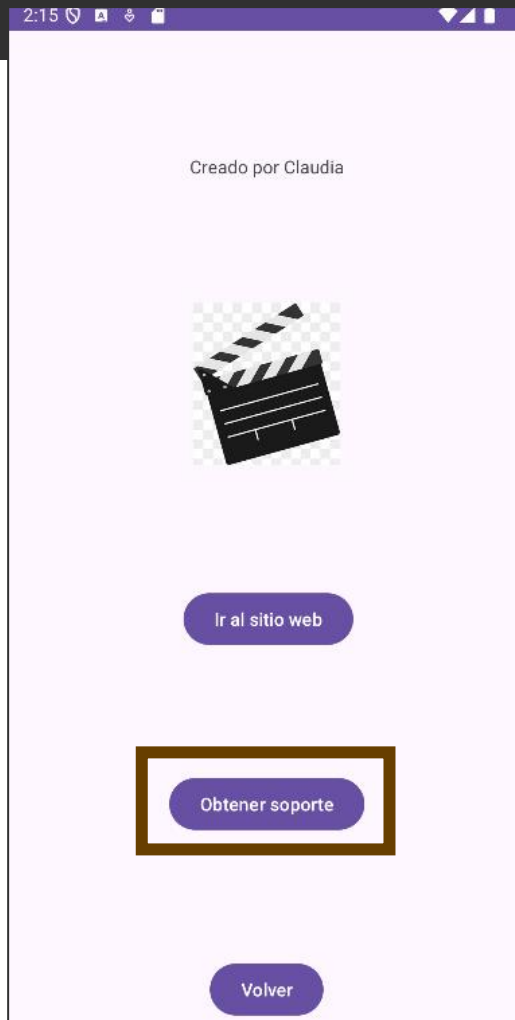 2:15
Creado por Claudia
Ir al sitio web
Obtener soporte
Volver